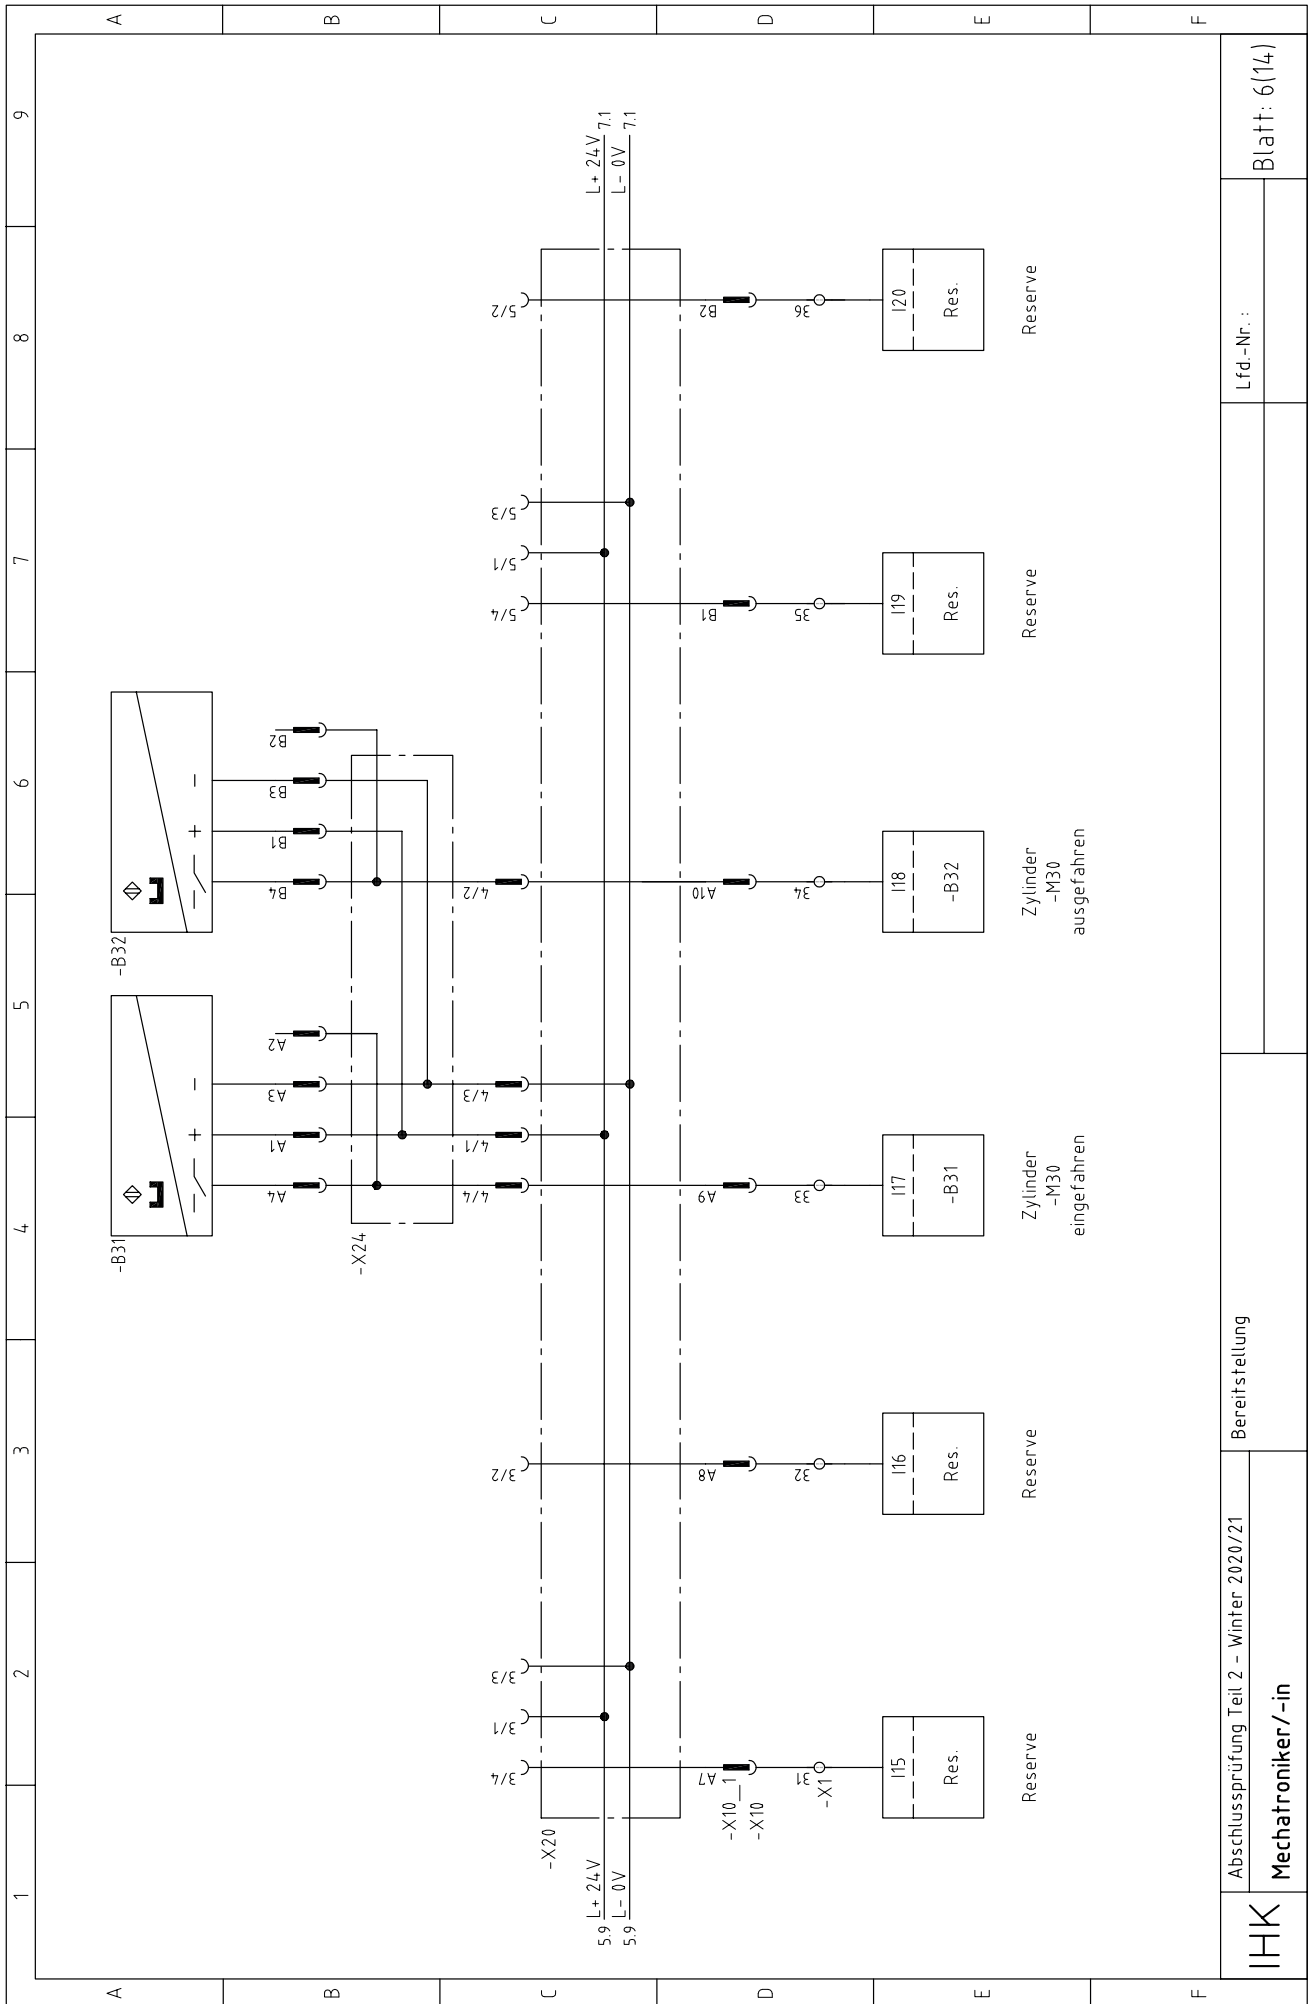 1 2 3 4 5 6 7 8 9
A
B
C
D
E
F
A
B
C
D
E
F
-B31
-B32
+ −
+ −
A4 A1 A3 A2
B4 B1 B3 B2
-X24
3/4 3/1 3/3 3/2 4/4 4/1 4/3 4/2 5/4 5/1 5/3 5/2
-X20
5.9 L+ 24V
5.9 L- 0V
L+ 24V 7.1
L- 0V 7.1
-X10__1
-X10
A7 A8 A9 A10 B1 B2
-X1
31 32 33 34 35 36
I15 I16 I17 I18 I19 I20
Res. Res. -B31 -B32 Res. Res.
Reserve
Reserve
Zylinder
-M30
eingefahren
Zylinder
-M30
ausgefahren
Reserve
Reserve
IHK
Abschlussprüfung Teil 2 - Winter 2020/21
Mechatroniker/-in
Bereitstellung
Lfd.-Nr.:
Blatt: 6(14)